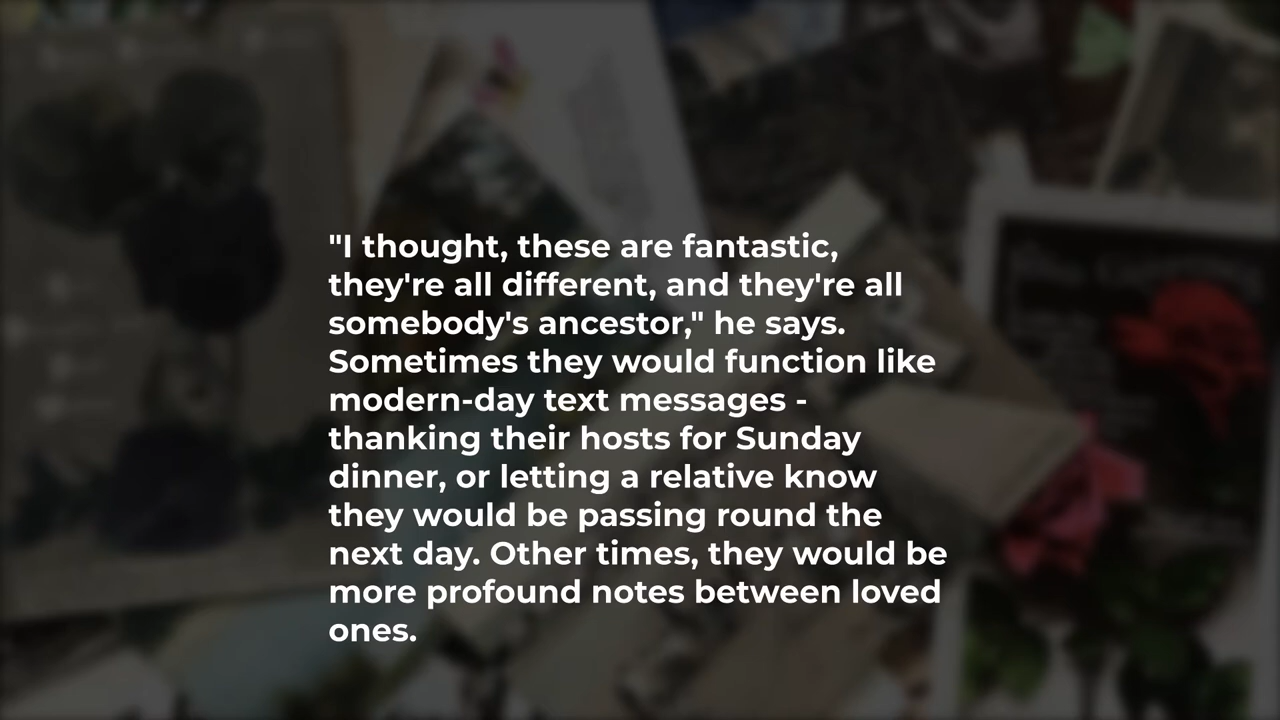 "I thought, these are fantastic,
they're all different, and they're all
somebody's ancestor," he says.
Sometimes they would function like
modern-day text messages -
thanking their hosts for Sunday
dinner, or letting a relative know
they would be passing round the
next day. Other times, they would be
more profound notes between loved
ones.